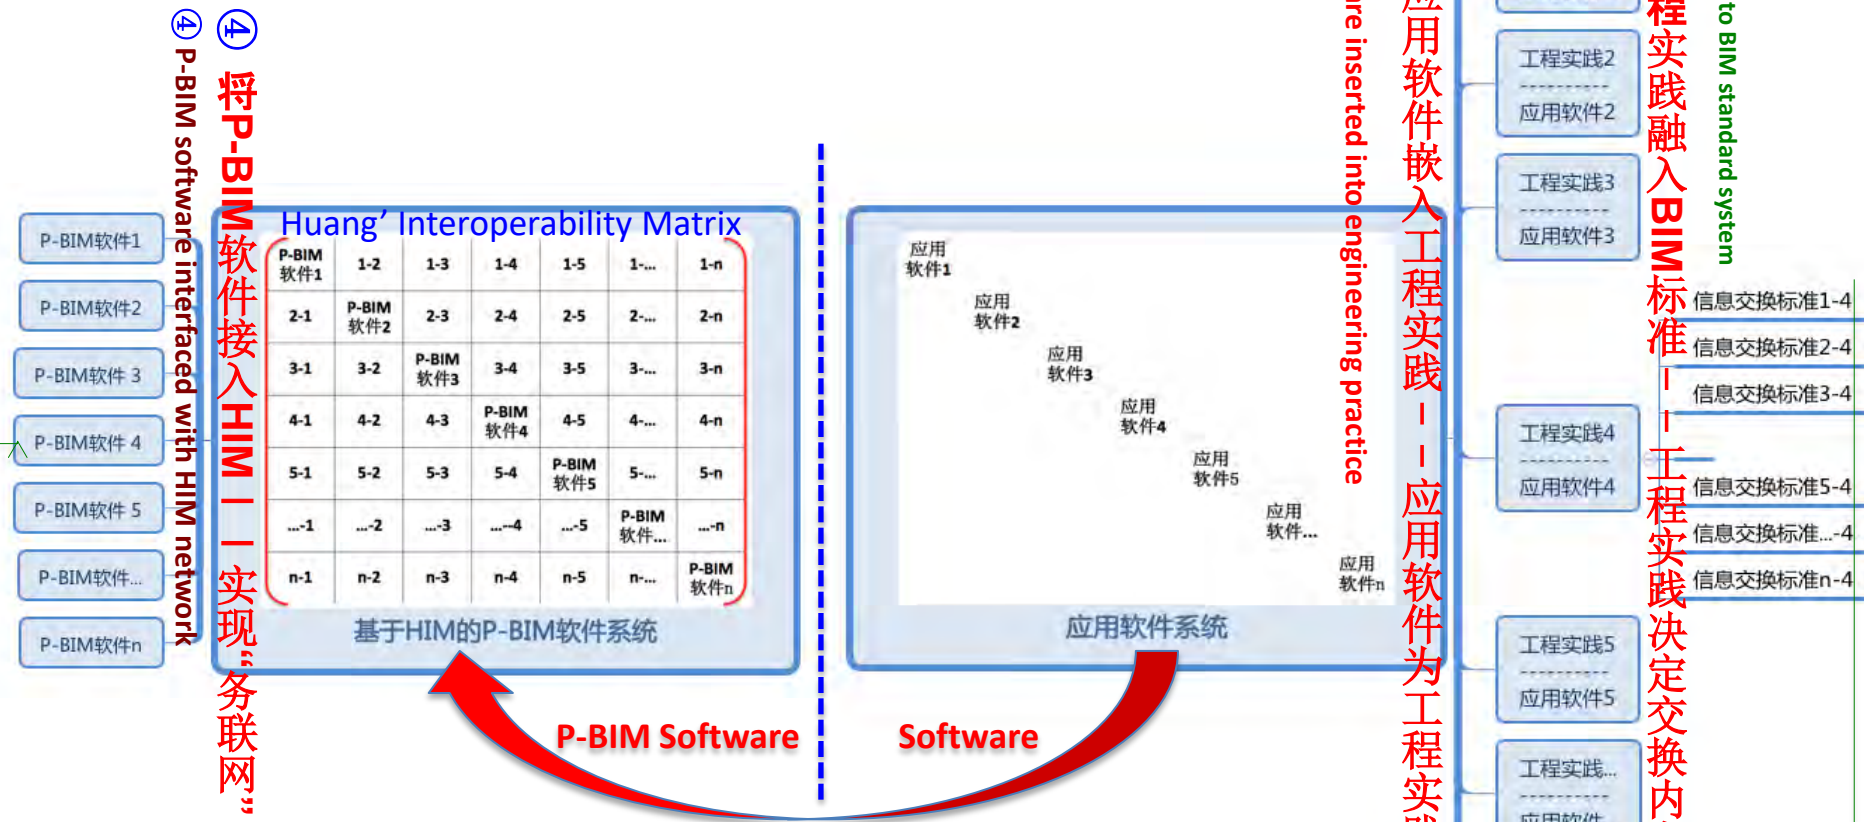 ④ 将P-BIM软件接入HIM——实现“务联网”
④ P-BIM software interfaced with HIM network
P-BIM软件1
P-BIM软件2
P-BIM软件 3
P-BIM软件 4
P-BIM软件 5
P-BIM软件...
P-BIM软件n
Huang’ Interoperability Matrix
P-BIM
软件1
1-2
1-3
1-4
1-5
1-...
1-n
2-1
P-BIM
软件2
2-3
2-4
2-5
2-...
2-n
3-1
3-2
P-BIM
软件3
3-4
3-5
3-...
3-n
4-1
4-2
4-3
P-BIM
软件4
4-5
4-...
4-n
5-1
5-2
5-3
5-4
P-BIM
软件5
5-...
5-n
...-1
...-2
...-3
...--4
...-5
P-BIM
软件...
...-n
n-1
n-2
n-3
n-4
n-5
n-...
P-BIM
软件n
基于HIM的P-BIM软件系统
P-BIM Software
Software
应用
软件1
应用
软件2
应用
软件3
应用
软件4
应用
软件5
应用
软件...
应用
软件n
应用软件系统
are inserted into engineering practice
应用软件嵌入工程实践--应用软件为工程实践
工程实践2
----------
应用软件2
工程实践3
----------
应用软件3
工程实践4
----------
应用软件4
工程实践5
----------
应用软件5
工程实践...
----------
应用软件
程实践融入BIM标准--工程实践决定交换内
to BIM standard system
信息交换标准1-4
信息交换标准2-4
信息交换标准3-4
信息交换标准5-4
信息交换标准...-4
信息交换标准n-4